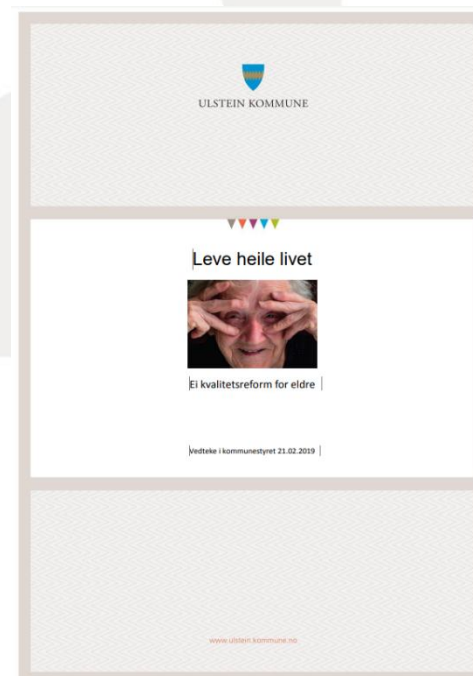 ULSTEIN KOMMUNE
Leve heile livet
Ei kvalitetsreform for eldre
Vedteke i kommunestyret 21.02.2019
www.ulstein.kommune.no